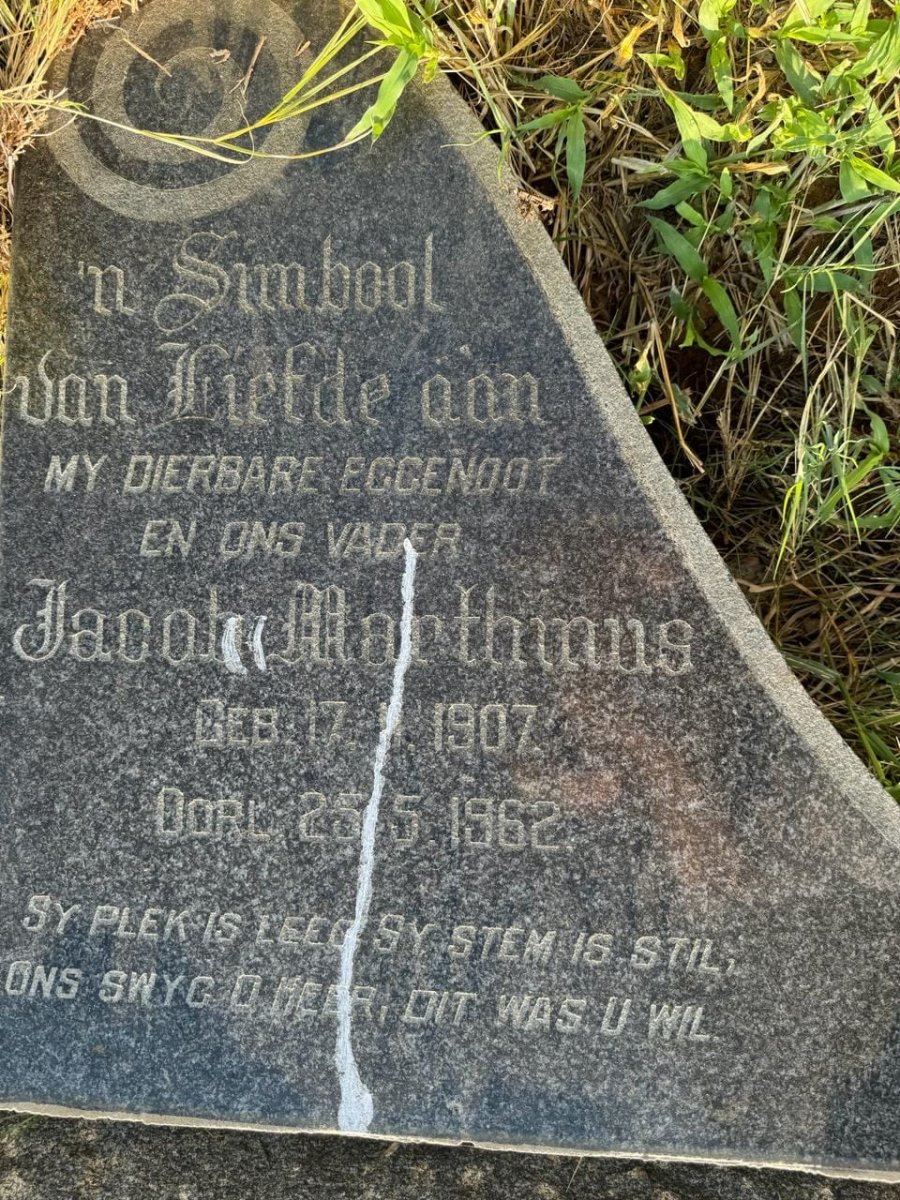 'n Simbool
van Liefde aan
MY DIERBARE EGGENOOT
EN ONS VADER
Jacob Marthinus
GEB. 17. 1. 1907.
OORL. 25. 5. 1962.
SY PLEK IS LEEG SY STEM IS STIL,
ONS SWYG O HEER, DIT WAS U WIL